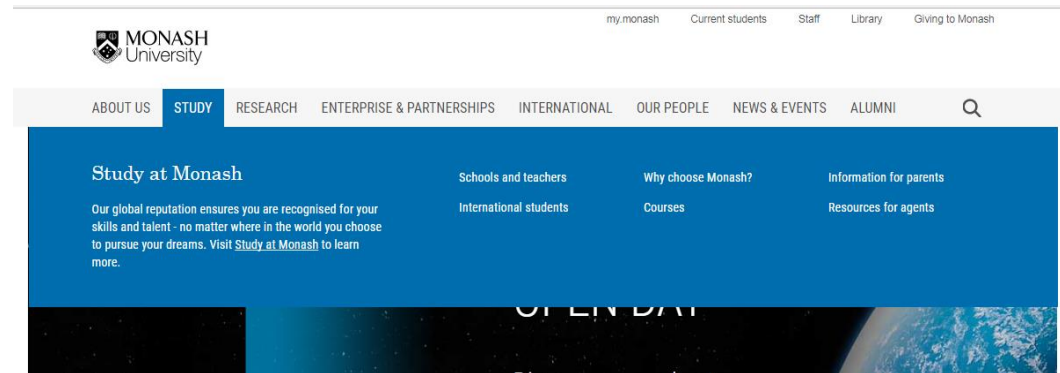 my.monash Current students Staff Library Giving to Monash
MONASH
University
ABOUT US STUDY RESEARCH ENTERPRISE & PARTNERSHIPS INTERNATIONAL OUR PEOPLE NEWS & EVENTS ALUMNI
Study at Monash
Our global reputation ensures you are recognised for your
skills and talent - no matter where in the world you choose
to pursue your dreams. Visit Study at Monash to learn
more.
Schools and teachers Why choose Monash? Information for parents
International students Courses Resources for agents
OPEN DAY